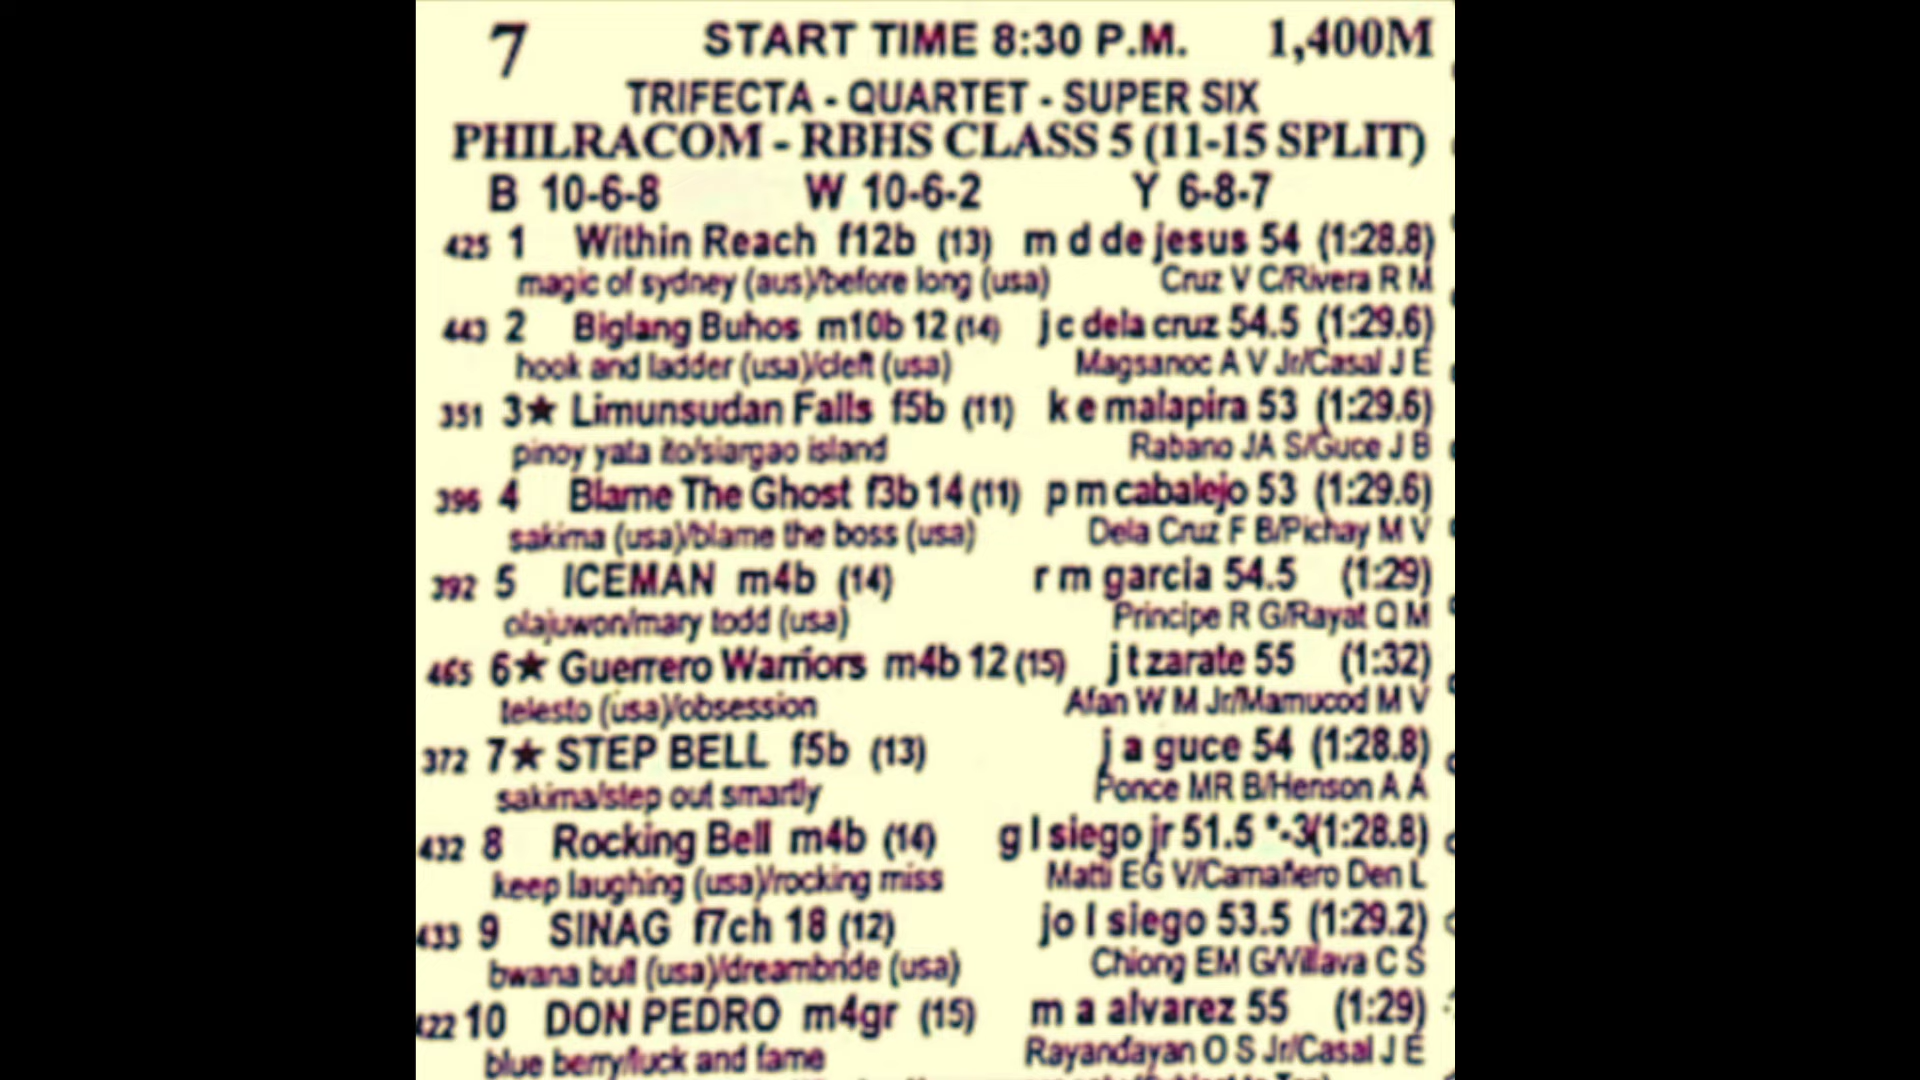 7 START TIME 8:30 P.M. 1,400M
TRIFECTA - QUARTET - SUPER SIX
PHILRACOM - RBHS CLASS 5 (11-15 SPLIT)
B 10-6-8 W 10-6-2 Y 6-8-7
425 1 Within Reach f12b (13) m d de jesus 54 (1:28.8)
magic of sydney (aus)/before long (usa) Cruz V C/Rivera R M
443 2 Biglang Buhos m10b 12 (14) j c dela cruz 54.5 (1:29.6)
hook and ladder (usa)/cleft (usa) Magsanoc A V Jr/Casal J E
351 3★ Limunsudan Falls f5b (11) k e malapira 53 (1:29.6)
pinoy yata ito/siargao island Rabano JA S/Guce J B
396 4 Blame The Ghost f3b 14 (11) p m cabalejo 53 (1:29.6)
sakima (usa)/blame the boss (usa) Dela Cruz F B/Pichay M V
392 5 ICEMAN m4b (14) r m garcia 54.5 (1:29)
olajuwon/mary todd (usa) Principe R G/Rayat Q M
465 6★ Guerrero Warriors m4b 12 (15) j t zarate 55 (1:32)
telesto (usa)/obsession Afan W M Jr/Mamucod M V
372 7★ STEP BELL f5b (13) j a guce 54 (1:28.8)
sakima/step out smartly Ponce MR B/Henson A A
432 8 Rocking Bell m4b (14) g l siego jr 51.5 *-3(1:28.8)
keep laughing (usa)/rocking miss Matti EG V/Camañero Den L
433 9 SINAG f7ch 18 (12) jo l siego 53.5 (1:29.2)
bwana bull (usa)/dreambride (usa) Chiong EM G/Villava C S
422 10 DON PEDRO m4gr (15) m a alvarez 55 (1:29)
blue berry/luck and fame Rayandayan O S Jr/Casal J E